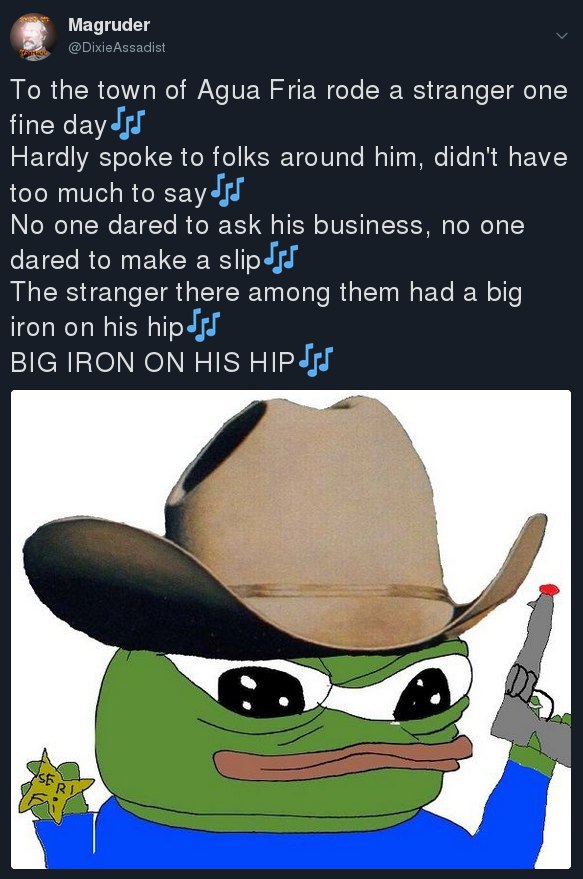 Magruder
@DixieAssadist
To the town of Agua Fria rode a stranger one
fine day🎶
Hardly spoke to folks around him, didn't have
too much to say🎶
No one dared to ask his business, no one
dared to make a slip🎶
The stranger there among them had a big
iron on his hip🎶
BIG IRON ON HIS HIP🎶
SE
RI